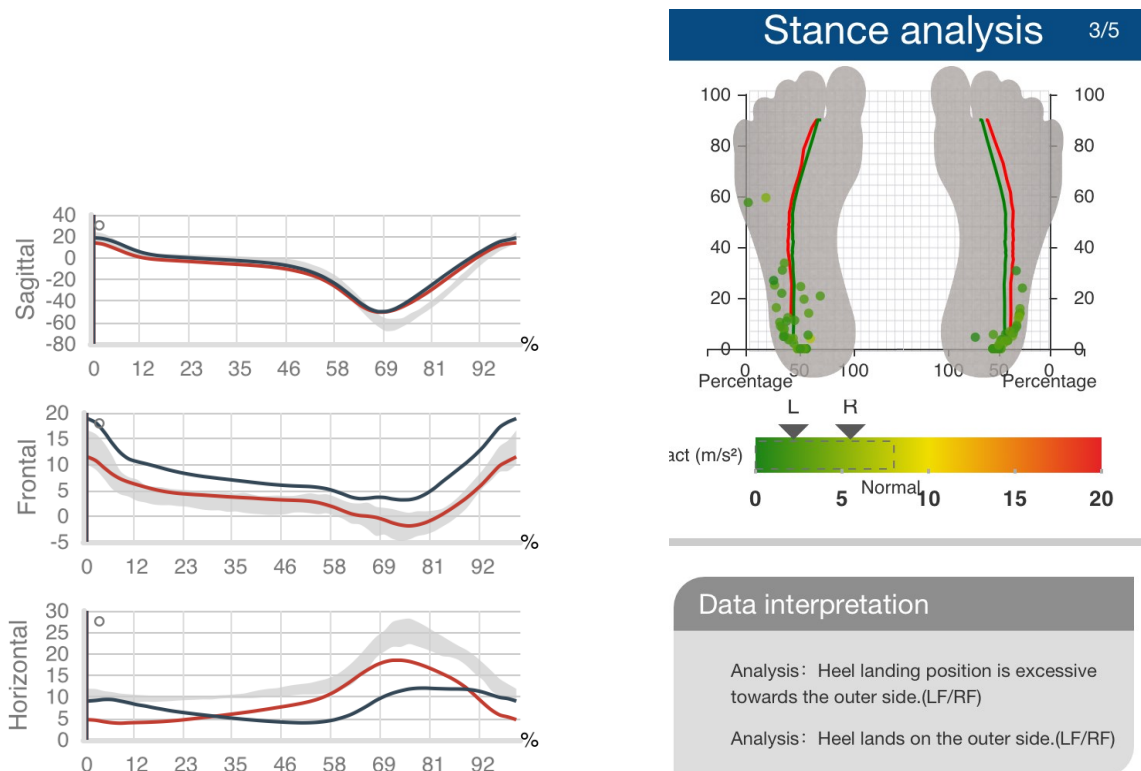 Sagittal
40
20
0
-20
-40
-60
-80
%
0 12 23 35 46 58 69 81 92
Frontal
20
15
10
5
0
-5
%
0 12 23 35 46 58 69 81 92
Horizontal
30
25
20
15
10
5
0
%
0 12 23 35 46 58 69 81 92
Stance analysis 3/5
100 100
80 80
60 60
40 40
20 20
0 0
0 50 100 100 50 0
Percentage Percentage
L R
act (m/s²)
Normal
0 5 10 15 20
Data interpretation
Analysis: Heel landing position is excessive
towards the outer side.(LF/RF)
Analysis: Heel lands on the outer side.(LF/RF)